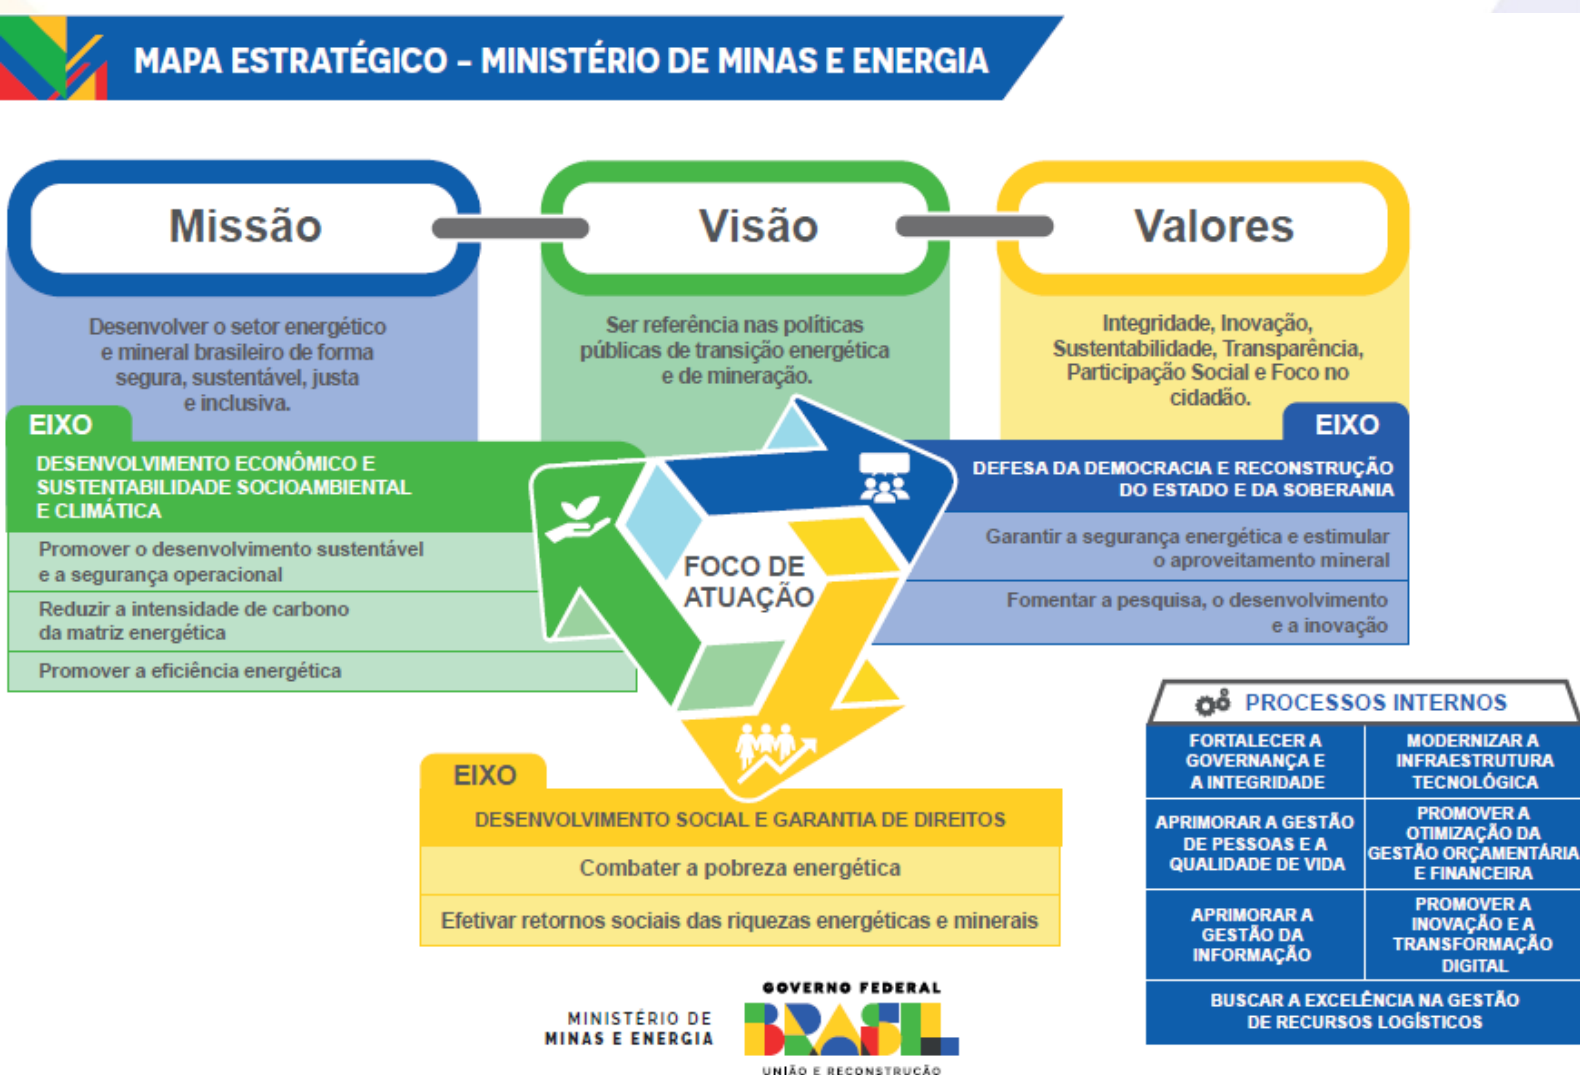 MAPA ESTRATÉGICO – MINISTÉRIO DE MINAS E ENERGIA
Missão
Desenvolver o setor energético
e mineral brasileiro de forma
segura, sustentável, justa
e inclusiva.
Visão
Ser referência nas políticas
públicas de transição energética
e de mineração.
Valores
Integridade, Inovação,
Sustentabilidade, Transparência,
Participação Social e Foco no
cidadão.
EIXO
DESENVOLVIMENTO ECONÔMICO E
SUSTENTABILIDADE SOCIOAMBIENTAL
E CLIMÁTICA
Promover o desenvolvimento sustentável
e a segurança operacional
Reduzir a intensidade de carbono
da matriz energética
Promover a eficiência energética
FOCO DE
ATUAÇÃO
EIXO
DEFESA DA DEMOCRACIA E RECONSTRUÇÃO
DO ESTADO E DA SOBERANIA
Garantir a segurança energética e estimular
o aproveitamento mineral
Fomentar a pesquisa, o desenvolvimento
e a inovação
EIXO
DESENVOLVIMENTO SOCIAL E GARANTIA DE DIREITOS
Combater a pobreza energética
Efetivar retornos sociais das riquezas energéticas e minerais
PROCESSOS INTERNOS
FORTALECER A
GOVERNANÇA E
A INTEGRIDADE
MODERNIZAR A
INFRAESTRUTURA
TECNOLÓGICA
APRIMORAR A GESTÃO
DE PESSOAS E A
QUALIDADE DE VIDA
PROMOVER A
OTIMIZAÇÃO DA
GESTÃO ORÇAMENTÁRIA
E FINANCEIRA
APRIMORAR A
GESTÃO DA
INFORMAÇÃO
PROMOVER A
INOVAÇÃO E A
TRANSFORMAÇÃO
DIGITAL
BUSCAR A EXCELÊNCIA NA GESTÃO
DE RECURSOS LOGÍSTICOS
MINISTÉRIO DE
MINAS E ENERGIA
GOVERNO FEDERAL
BRASIL
UNIÃO E RECONSTRUÇÃO